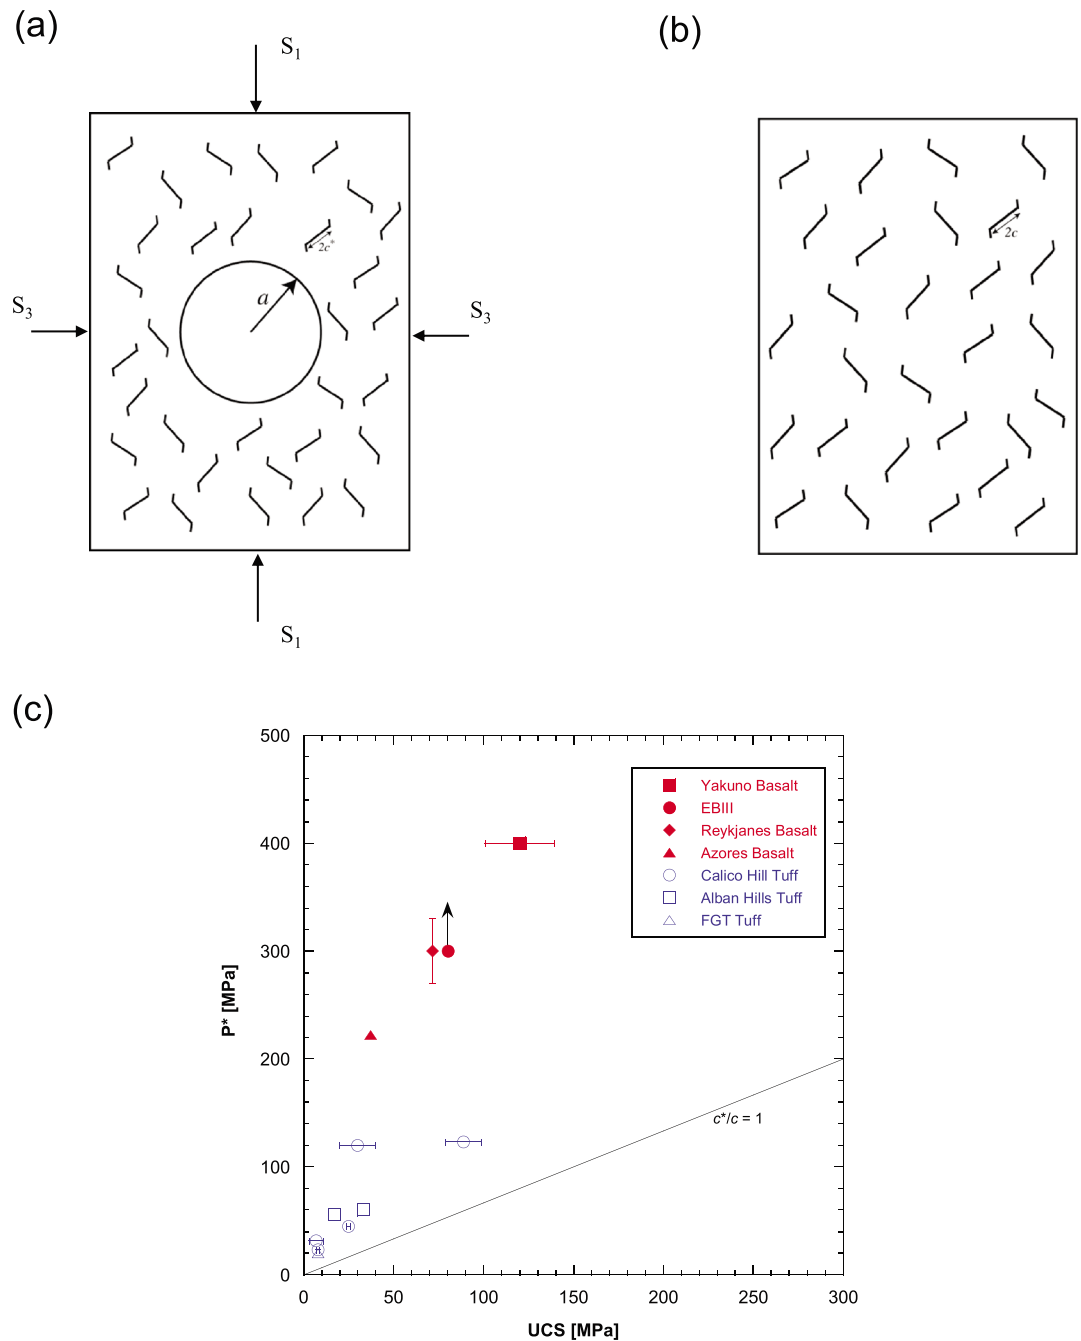 (a)
(b)
S1
2c+
2c
a
S3
S3
S1
(c)
500
400
300
200
100
0
P* [MPa]
Yakuno Basalt
EBIII
Reykjanes Basalt
Azores Basalt
Calico Hill Tuff
Alban Hills Tuff
FGT Tuff
c*/c = 1
0
50
100
150
200
250
300
UCS [MPa]